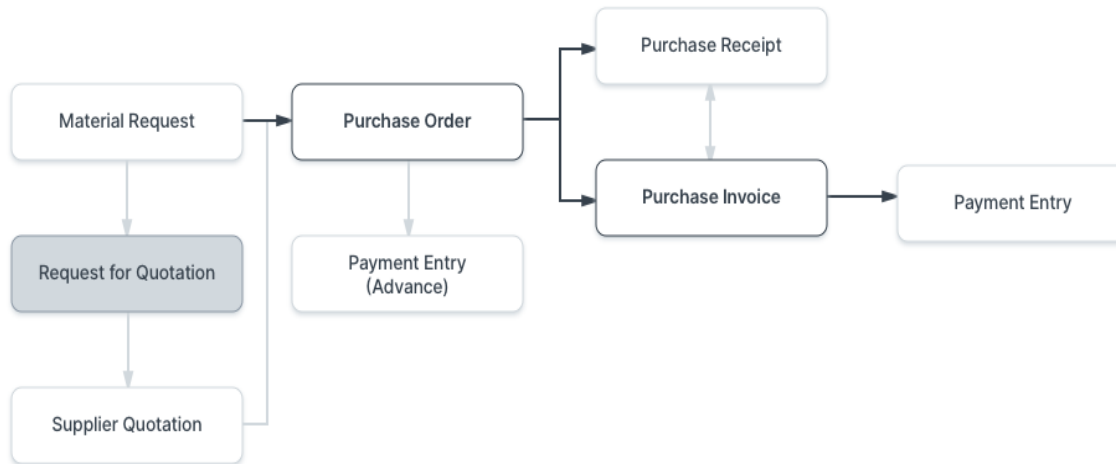 Purchase Receipt
Material Request
Purchase Order
Purchase Invoice
Payment Entry
Request for Quotation
Payment Entry
(Advance)
Supplier Quotation